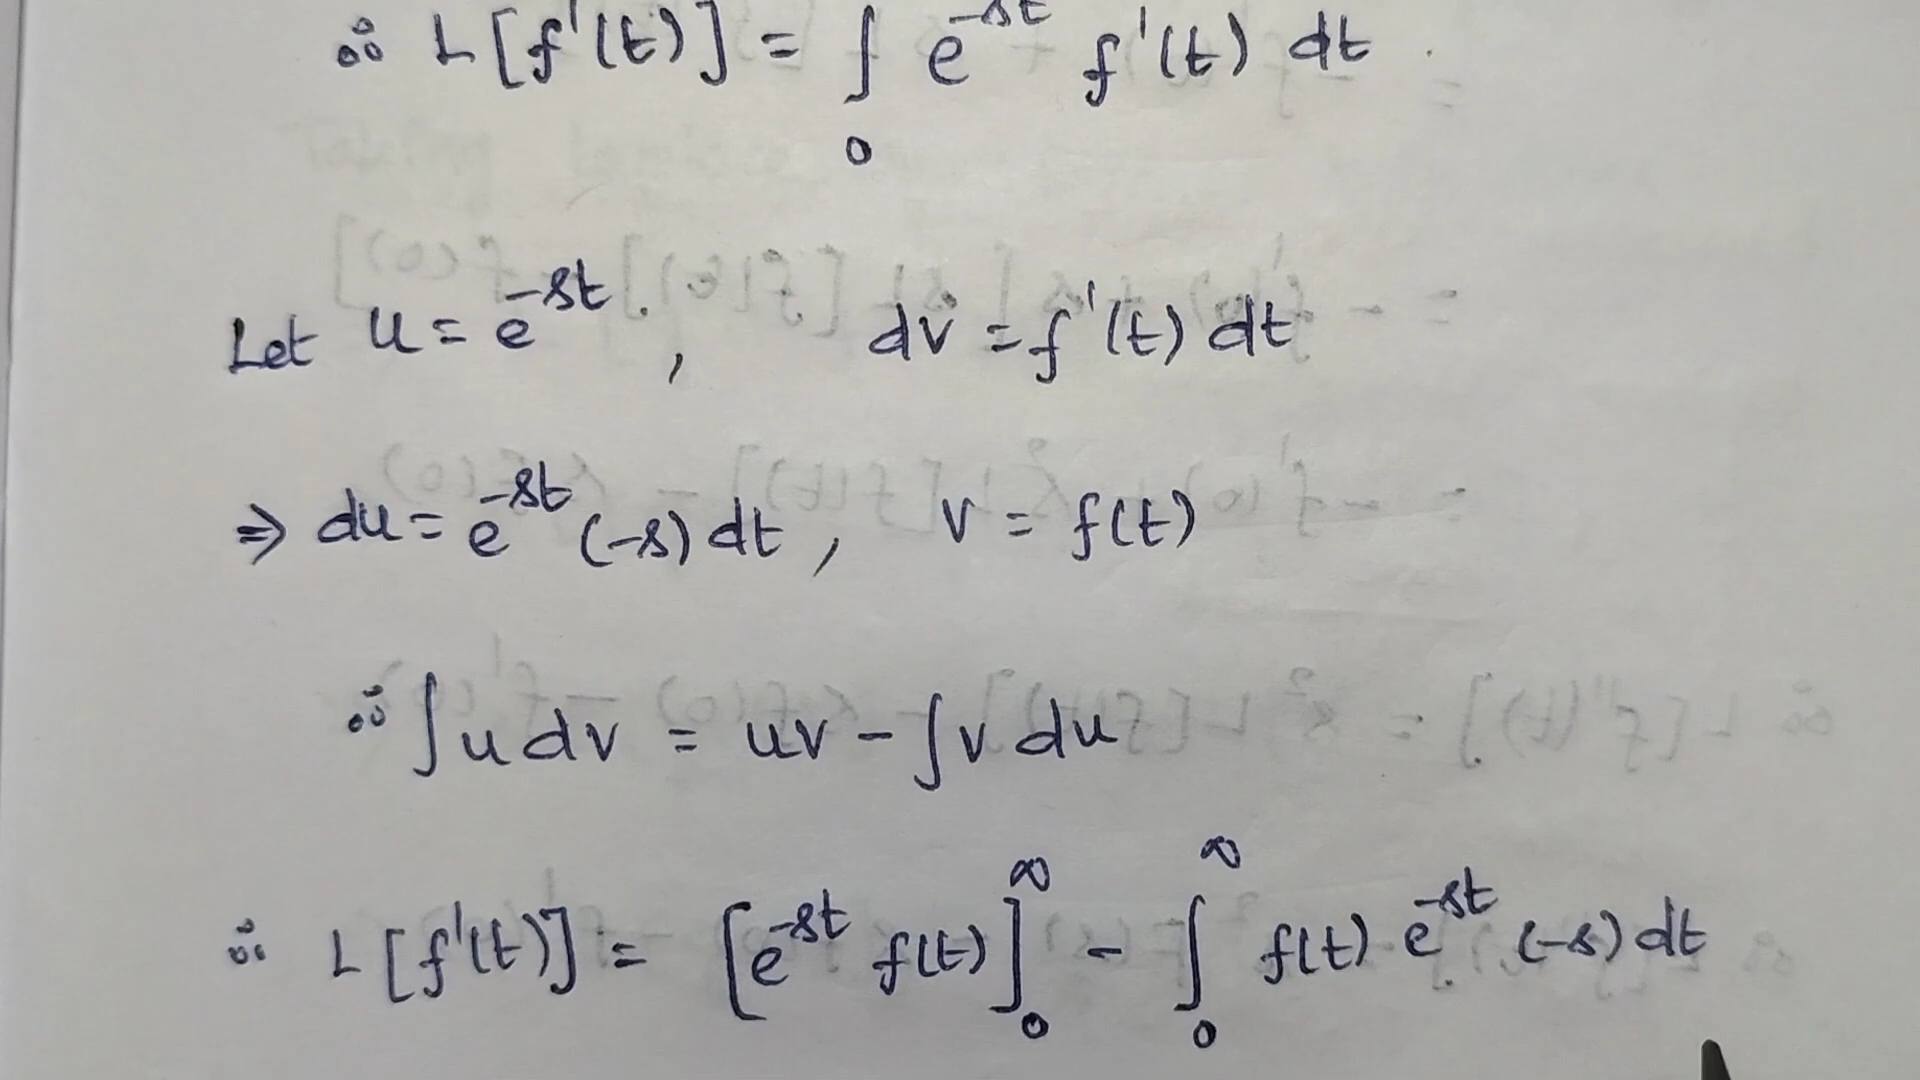 ∴ L[f'(t)] = ∫₀ e^{-st} f'(t) dt
Let u = e^{-st}, dv = f'(t) dt
⇒ du = e^{-st} (-s) dt, v = f(t)
∴ ∫u dv = uv - ∫v du
∴ L[f'(t)] = [e^{-st} f(t)]₀^∞ - ∫₀^∞ f(t) e^{-st} (-s) dt